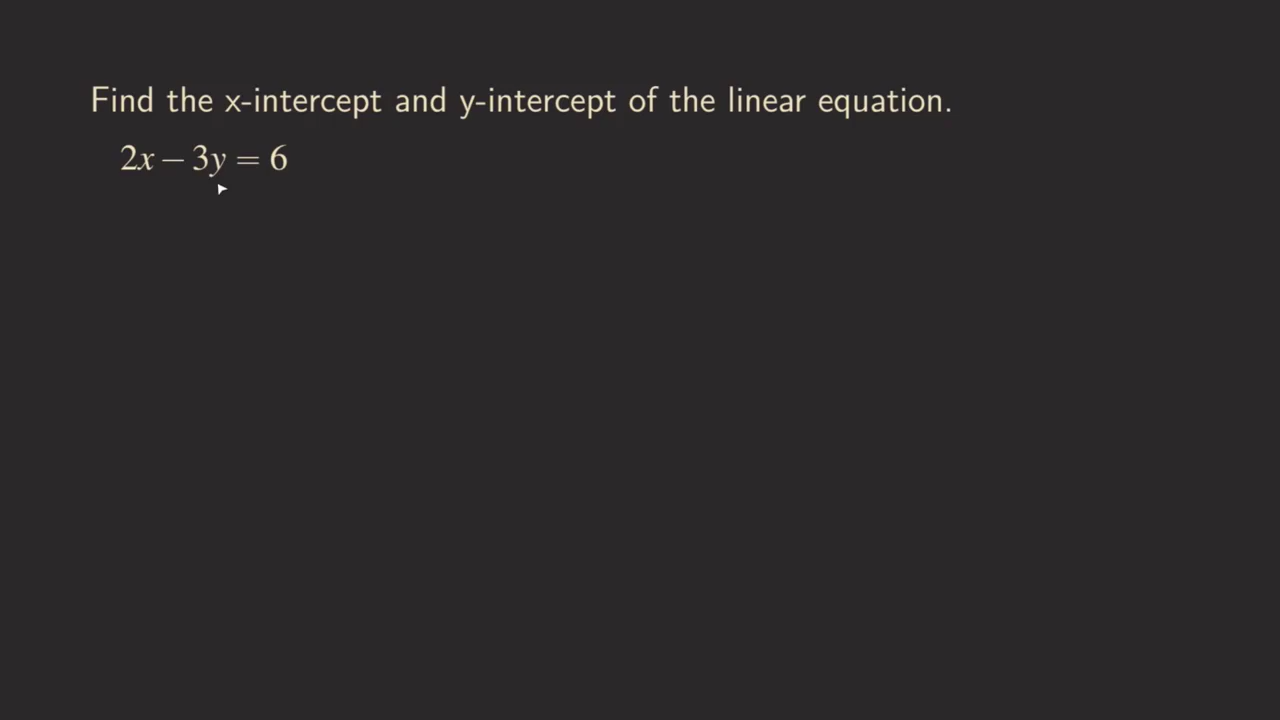 Find the x-intercept and y-intercept of the linear equation.
2x − 3y = 6